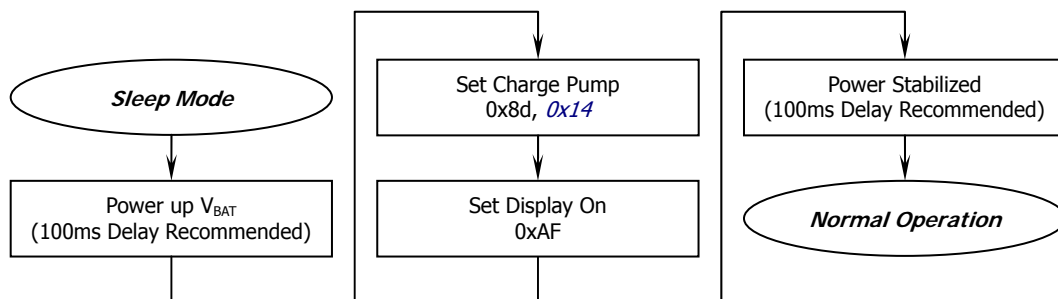 Sleep Mode
Power up VBAT
(100ms Delay Recommended)
Set Charge Pump
0x8d, 0x14
Set Display On
0xAF
Power Stabilized
(100ms Delay Recommended)
Normal Operation